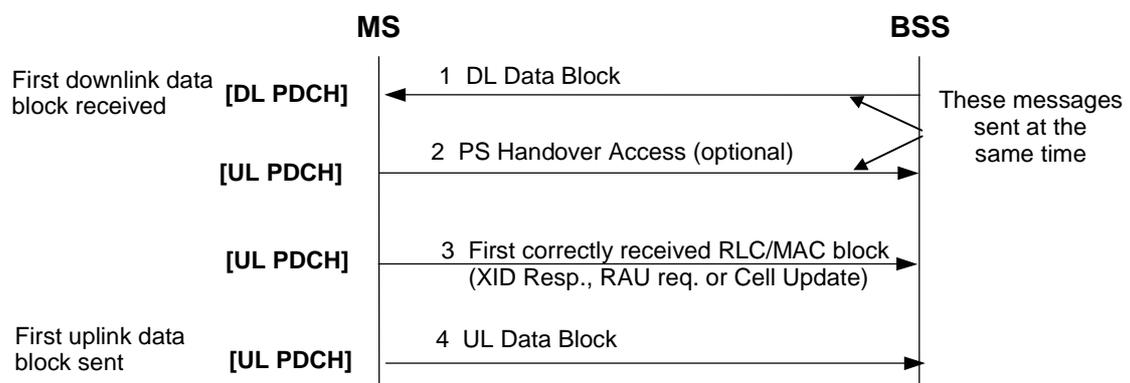 MS
BSS
First downlink data
block received
[DL PDCH]
1 DL Data Block
These messages
sent at the
same time
2 PS Handover Access (optional)
[UL PDCH]
[UL PDCH]
3 First correctly received RLC/MAC block
(XID Resp., RAU req. or Cell Update)
First uplink data
block sent
[UL PDCH]
4 UL Data Block